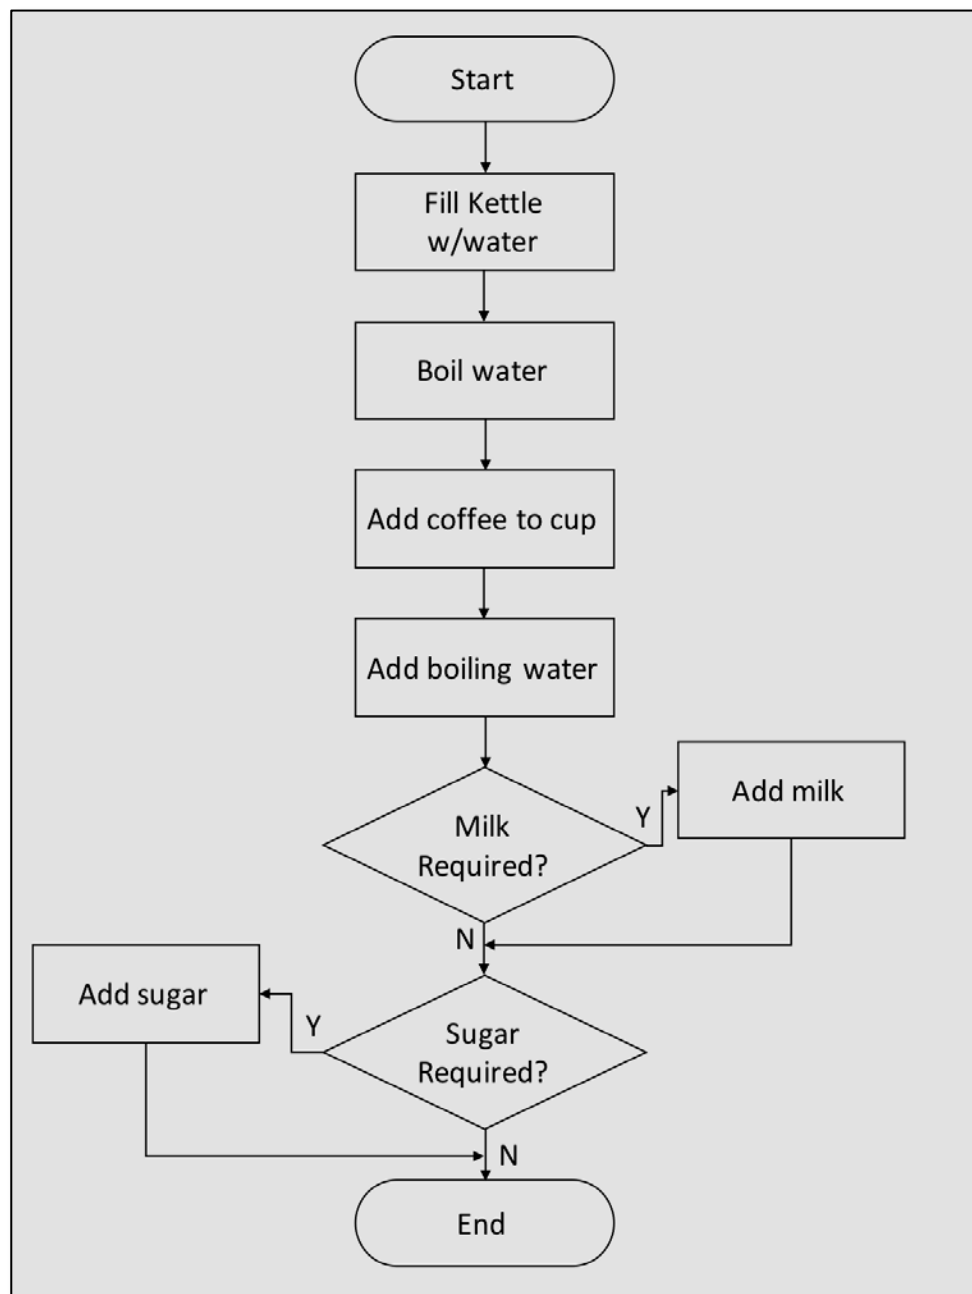 Start
Fill Kettle
w/water
Boil water
Add coffee to cup
Add boiling water
Milk
Required?
Y
Add milk
N
Sugar
Required?
Y
Add sugar
N
End